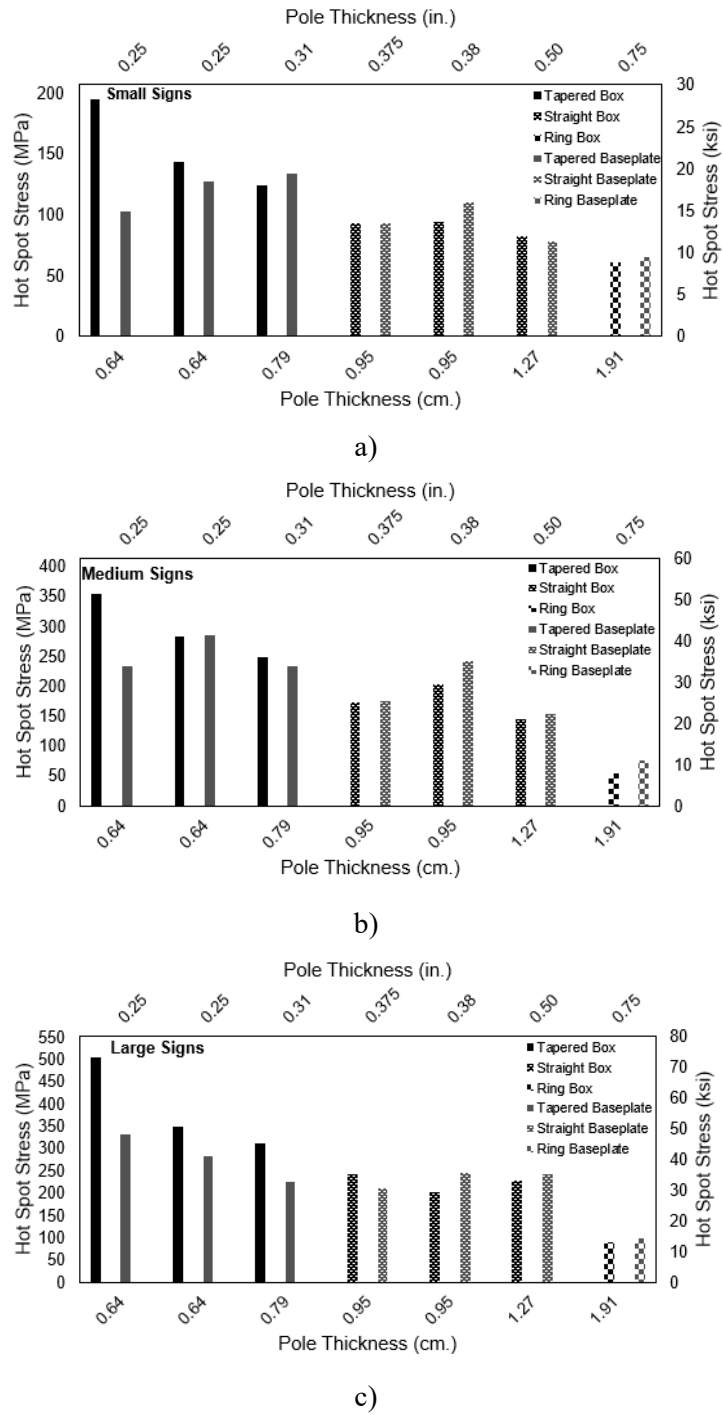 Pole Thickness (in.)
0.25 0.25 0.31 0.375 0.38 0.50 0.75
Small Signs
Hot Spot Stress (MPa)
200
150
100
50
0
Tapered Box
Straight Box
Ring Box
Tapered Baseplate
Straight Baseplate
Ring Baseplate
30
25
20
15
10
5
0
Hot Spot Stress (ksi)
0.64 0.64 0.79 0.95 0.95 1.27 1.91
Pole Thickness (cm.)
a)
Pole Thickness (in.)
0.25 0.25 0.31 0.375 0.38 0.50 0.75
Medium Signs
Hot Spot Stress (MPa)
400
350
300
250
200
150
100
50
0
Tapered Box
Straight Box
Ring Box
Tapered Baseplate
Straight Baseplate
Ring Baseplate
60
50
40
30
20
10
0
Hot Spot Stress (ksi)
0.64 0.64 0.79 0.95 0.95 1.27 1.91
Pole Thickness (cm.)
b)
Pole Thickness (in.)
0.25 0.25 0.31 0.375 0.38 0.50 0.75
Large Signs
Hot Spot Stress (MPa)
550
500
450
400
350
300
250
200
150
100
50
0
Tapered Box
Straight Box
Ring Box
Tapered Baseplate
Straight Baseplate
Ring Baseplate
80
70
60
50
40
30
20
10
0
Hot Spot Stress (ksi)
0.64 0.64 0.79 0.95 0.95 1.27 1.91
Pole Thickness (cm.)
c)